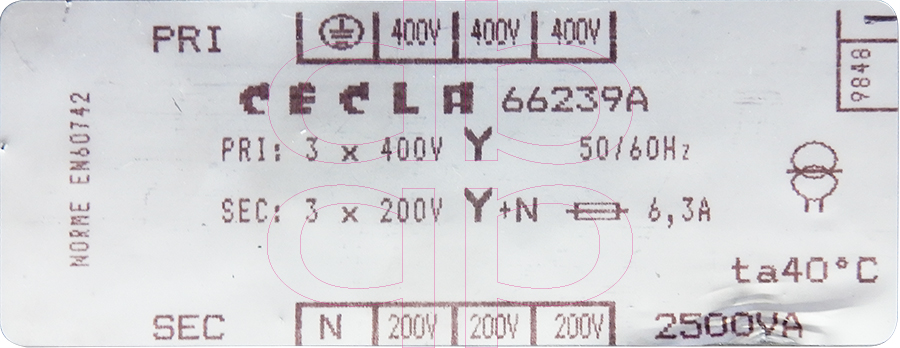 PRI 400V 400V 400V
9848
CECLA 66239A
NORME EN60742
PRI: 3 x 400V Y 50/60Hz
SEC: 3 x 200V Y+N 6,3A
ta40°C
SEC N 200V 200V 200V 2500VA